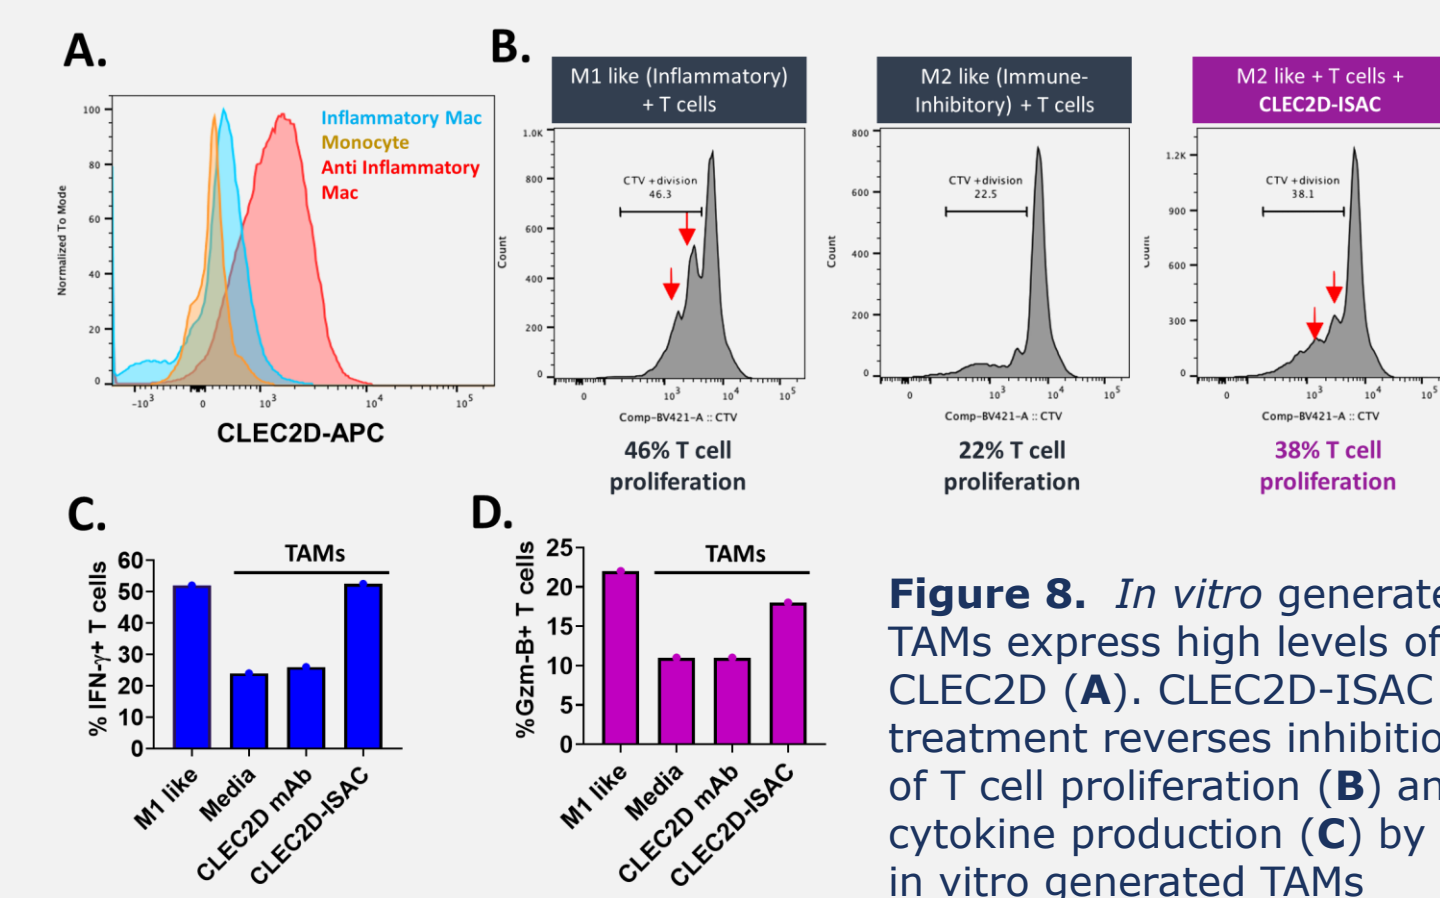 A.
Inflammatory Mac
Monocyte
Anti Inflammatory
Mac
Normalized To Mode
100
80
60
40
20
0
-10³ 0 10³ 10⁴ 10⁵
CLEC2D-APC
B.
M1 like (Inflammatory)
+ T cells
1.0K
800
600
400
200
0
Count
CTV +division
46.3
0 10³ 10⁴ 10⁵
Comp-BV421-A :: CTV
46% T cell
proliferation
M2 like (Immune-
Inhibitory) + T cells
800
600
400
200
0
Count
CTV +division
22.5
0 10³ 10⁴ 10⁵
Comp-BV421-A :: CTV
22% T cell
proliferation
M2 like + T cells +
CLEC2D-ISAC
1.2K
900
600
300
0
Count
CTV +division
38.1
0 10³ 10⁴ 10⁵
Comp-BV421-A :: CTV
38% T cell
proliferation
C.
TAMs
% IFN-γ+ T cells
60
50
40
30
20
10
0
M1 like
Media
CLEC2D mAb
CLEC2D-ISAC
D.
TAMs
%Gzm-B+ T cells
25
20
15
10
5
0
M1 like
Media
CLEC2D mAb
CLEC2D-ISAC
Figure 8. In vitro generate
TAMs express high levels of
CLEC2D (A). CLEC2D-ISAC
treatment reverses inhibitio
of T cell proliferation (B) an
cytokine production (C) by
in vitro generated TAMs